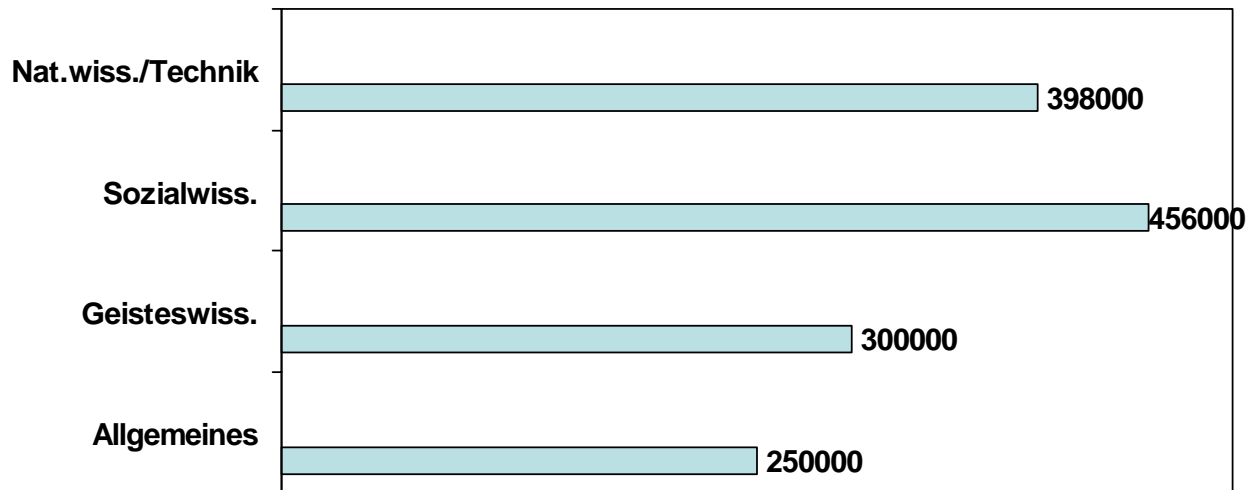 Nat.wiss./Technik
398000
Sozialwiss.
456000
Geisteswiss.
300000
Allgemeines
250000